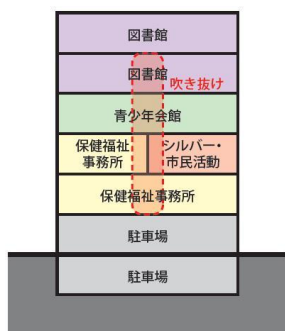 図書館
図書館
吹き抜け
青少年会館
保健福祉
事務所
シルバー・
市民活動
保健福祉事務所
駐車場
駐車場